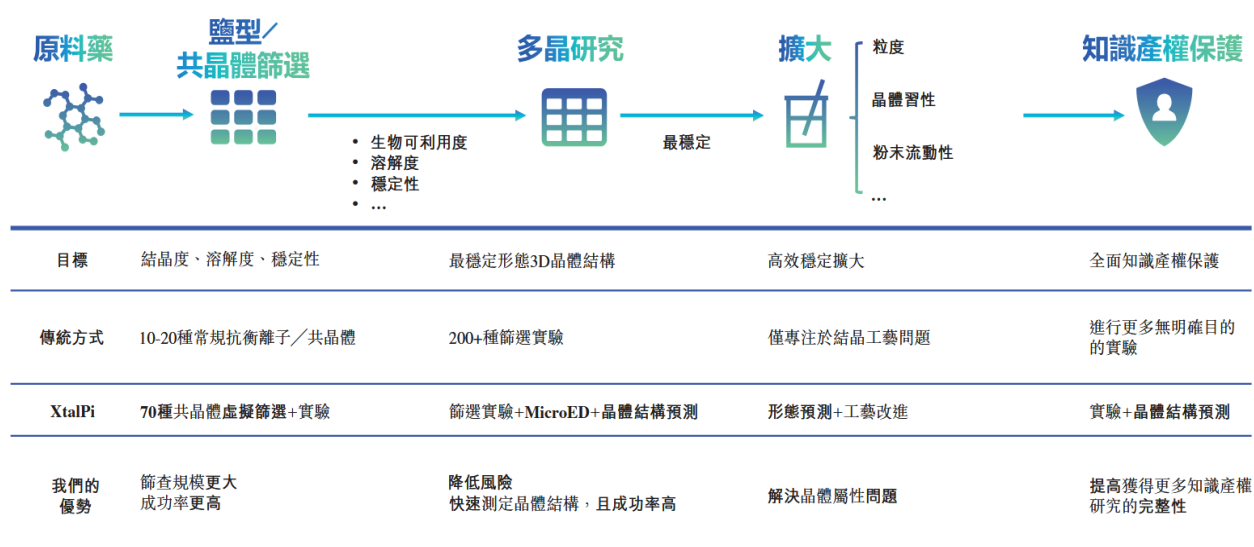 原料藥
鹽型／
共晶體篩選
多晶研究
擴大
知識產權保護
• 生物可利用度
• 溶解度
• 穩定性
• ...
最穩定
粒度
晶體習性
粉末流動性
...
目標
結晶度、溶解度、穩定性
最穩定形態3D晶體結構
高效穩定擴大
全面知識產權保護
傳統方式
10-20種常規抗衡離子╱共晶體
200+種篩選實驗
僅專注於結晶工藝問題
進行更多無明確目的
的實驗
XtalPi
70種共晶體虛擬篩選+實驗
篩選實驗+MicroED+晶體結構預測
形態預測+工藝改進
實驗+晶體結構預測
我們的
優勢
篩查規模更大
成功率更高
降低風險
快速測定晶體結構，且成功率高
解決晶體屬性問題
提高獲得更多知識產權
研究的完整性